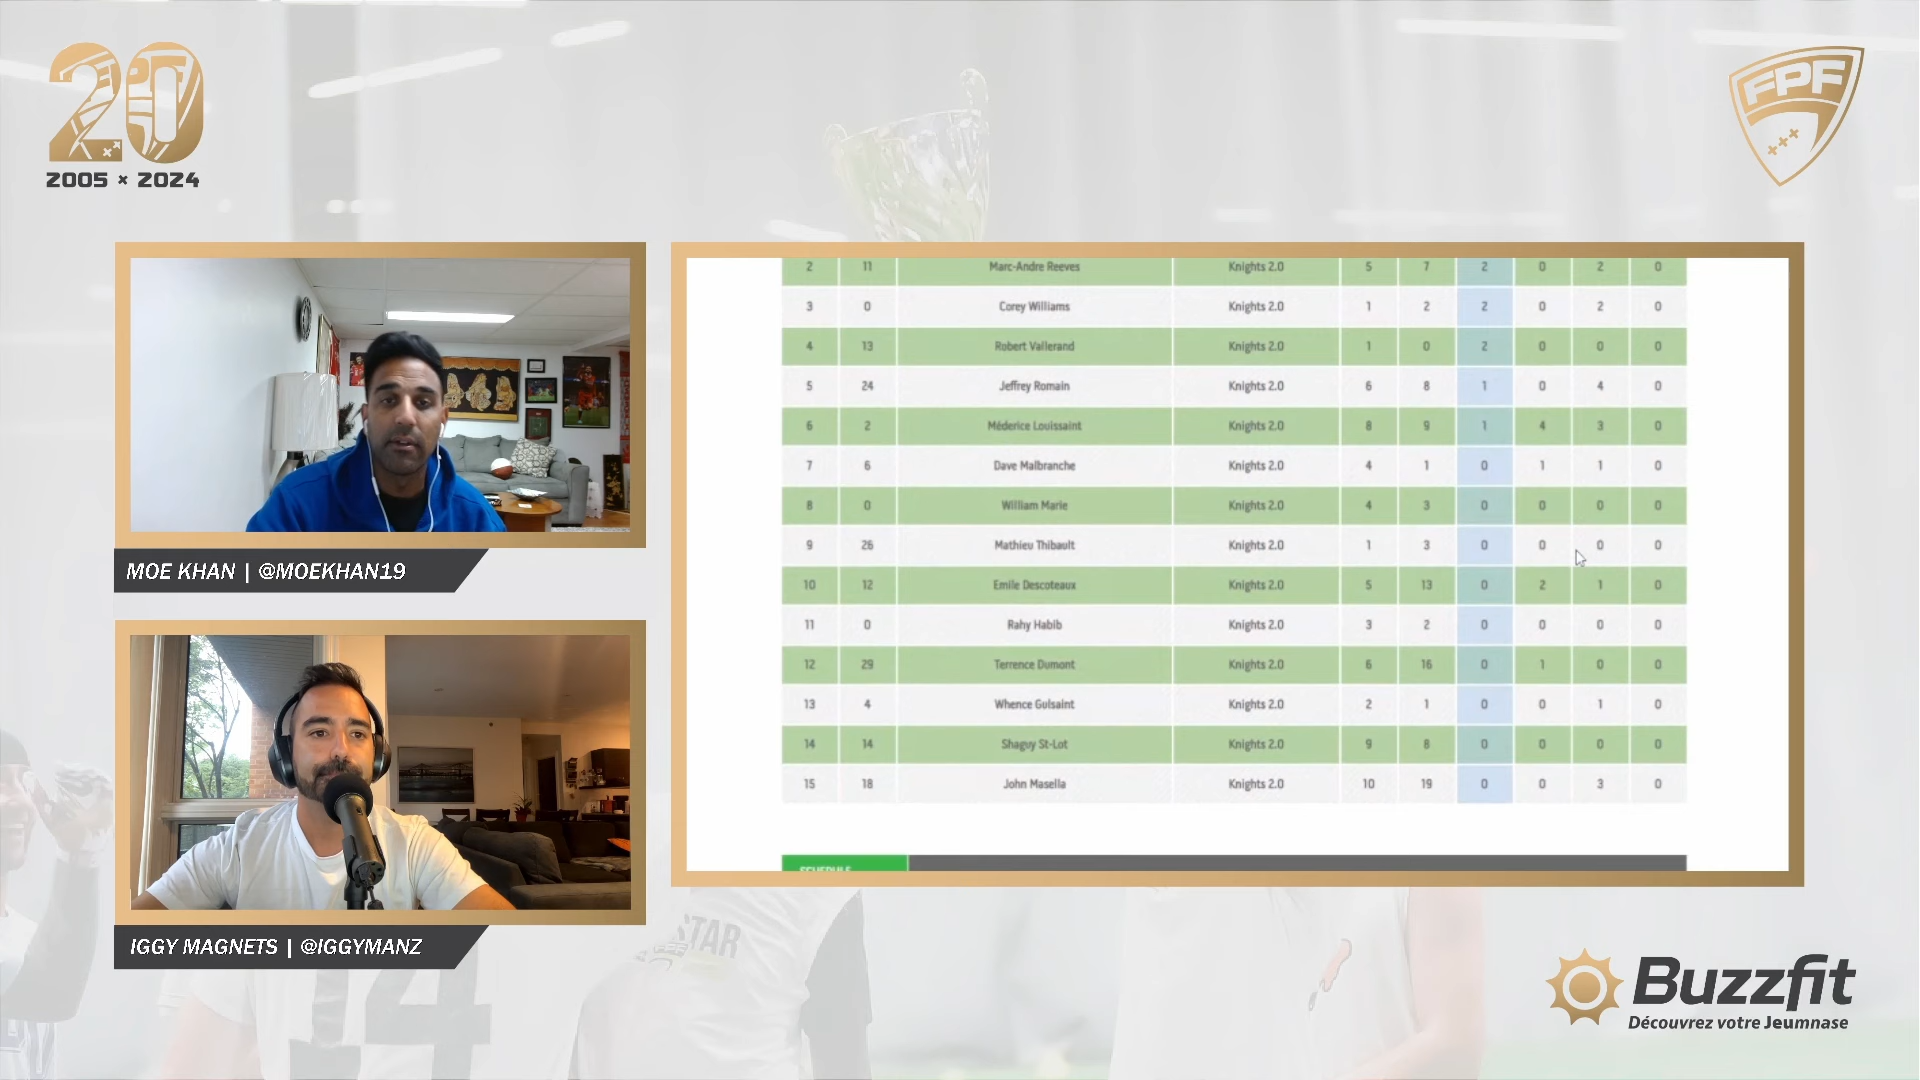 20
2005 × 2024
FPF
MOE KHAN | @MOEKHAN19
IGGY MAGNETS | @IGGYMANZ
2 11 Marc-Andre Reeves Knights 2.0 5 7 2 0 2 0
3 0 Corey Williams Knights 2.0 1 2 2 0 2 0
4 13 Robert Vallerand Knights 2.0 1 0 2 0 0 0
5 24 Jeffrey Romain Knights 2.0 6 8 1 0 4 0
6 2 Méderice Louissaint Knights 2.0 8 9 1 4 3 0
7 6 Dave Malbranche Knights 2.0 4 1 0 1 1 0
8 0 William Marie Knights 2.0 4 3 0 0 0 0
9 26 Mathieu Thibault Knights 2.0 1 3 0 0 0 0
10 12 Emile Descoteaux Knights 2.0 5 13 0 2 1 0
11 0 Rahy Habib Knights 2.0 3 2 0 0 0 0
12 29 Terrence Dumont Knights 2.0 6 16 0 1 0 0
13 4 Whence Gulsaint Knights 2.0 2 1 0 0 1 0
14 14 Shaguy St-Lot Knights 2.0 9 8 0 0 0 0
15 18 John Masella Knights 2.0 10 19 0 0 3 0
SCHEDULE
STAR
FPF
14
Buzzfit
Découvrez votre Jeumnase